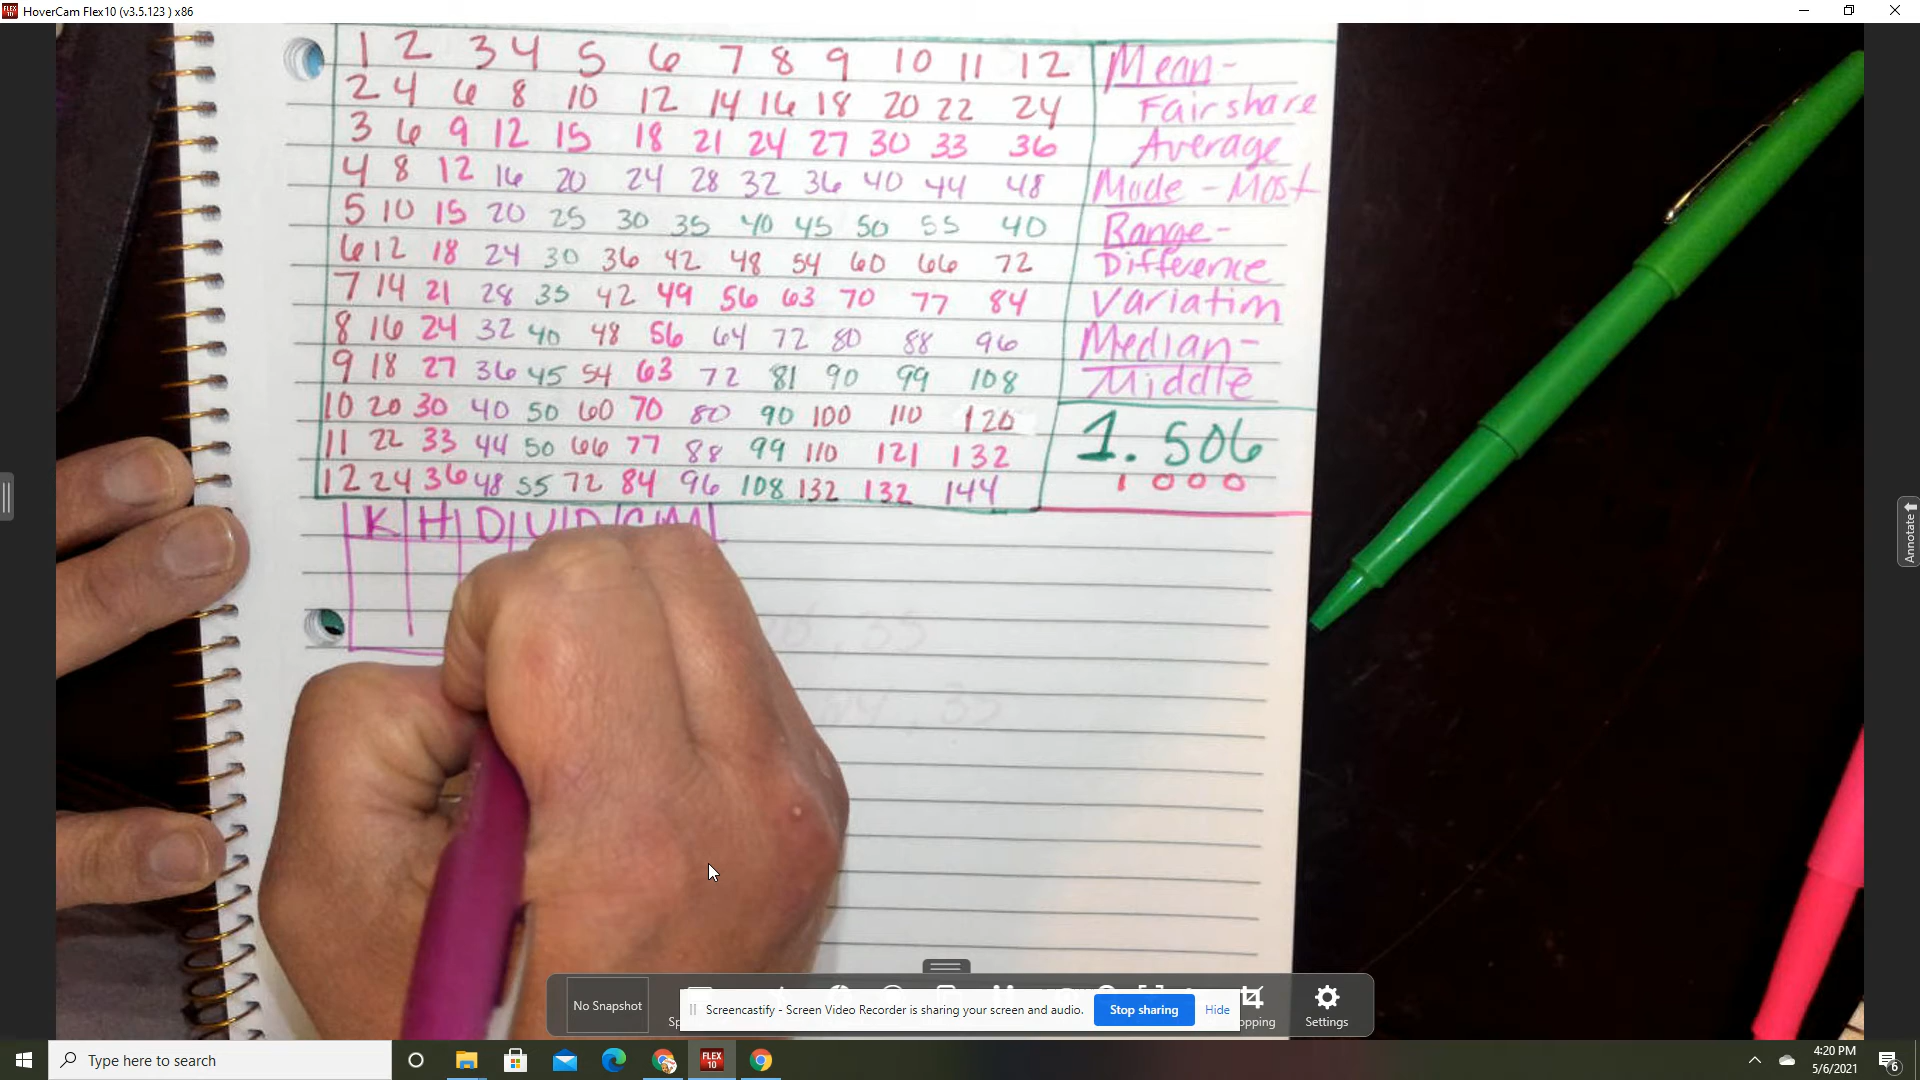 HoverCam Flex10 (v3.5.123 ) x86
1 2 3 4 5 6 7 8 9 10 11 12
2 4 6 8 10 12 14 16 18 20 22 24
3 6 9 12 15 18 21 24 27 30 33 36
4 8 12 16 20 24 28 32 36 40 44 48
5 10 15 20 25 30 35 40 45 50 55 40
6 12 18 24 30 36 42 48 54 60 66 72
7 14 21 28 35 42 49 56 63 70 77 84
8 16 24 32 40 48 56 64 72 80 88 96
9 18 27 36 45 54 63 72 81 90 99 108
10 20 30 40 50 60 70 80 90 100 110 120
11 22 33 44 50 66 77 88 99 110 121 132
12 24 36 48 55 72 84 96 108 132 132 144
Mean-
Fair share
Average
Mode - Most
Range-
Difference
Variation
Median-
Middle
1. 506
1 0 0 0
K H D U D C M
Annotate
No Snapshot
Screencastify - Screen Video Recorder is sharing your screen and audio.
Stop sharing
Hide
Settings
FLEX 10
Type here to search
4:20 PM
5/6/2021
6